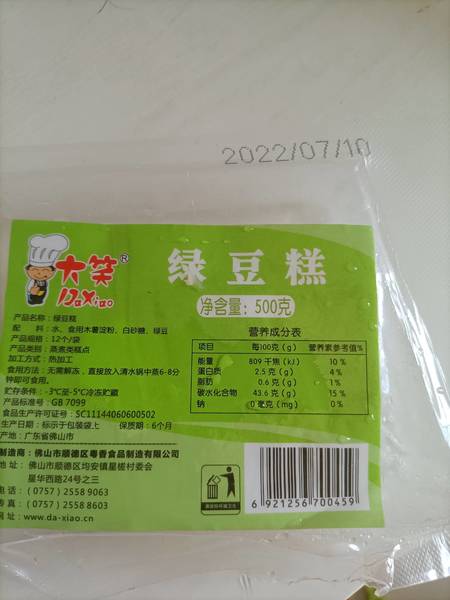 2022/07/10
大笑®
DaXiao
绿豆糕
净含量：500克
产品名称：绿豆糕
配　　料：水、食用木薯淀粉、白砂糖、绿豆
产品规格：12个/袋
产品类别：蒸煮类糕点
加工方式：热加工
食用方法：无需解冻，直接放入清水锅中蒸6-8分
钟即可食用。
贮存条件：-3℃至-5℃冷冻贮藏
产品标准号：GB 7099
食品生产许可证号：SC11144060600502
生产日期：标示于包装袋上　保质期：6个月
产地：广东省佛山市
营养成分表
项目　每100克(g)　营养素参考值%
能量　809 千焦(kJ)　10 %
蛋白质　2.5 克(g)　4 %
脂肪　0.6 克(g)　1 %
碳水化合物　43.6 克(g)　15 %
钠　0 毫克(mg)　0 %
制造商：佛山市顺德区粤香食品制造有限公司
地址：佛山市顺德区均安镇星槎村委会
星华西路24号之三
电话：(0757) 2558 9063
传真：(0757) 2558 8603
网址：www.da-xiao.cn
6 921256 700459